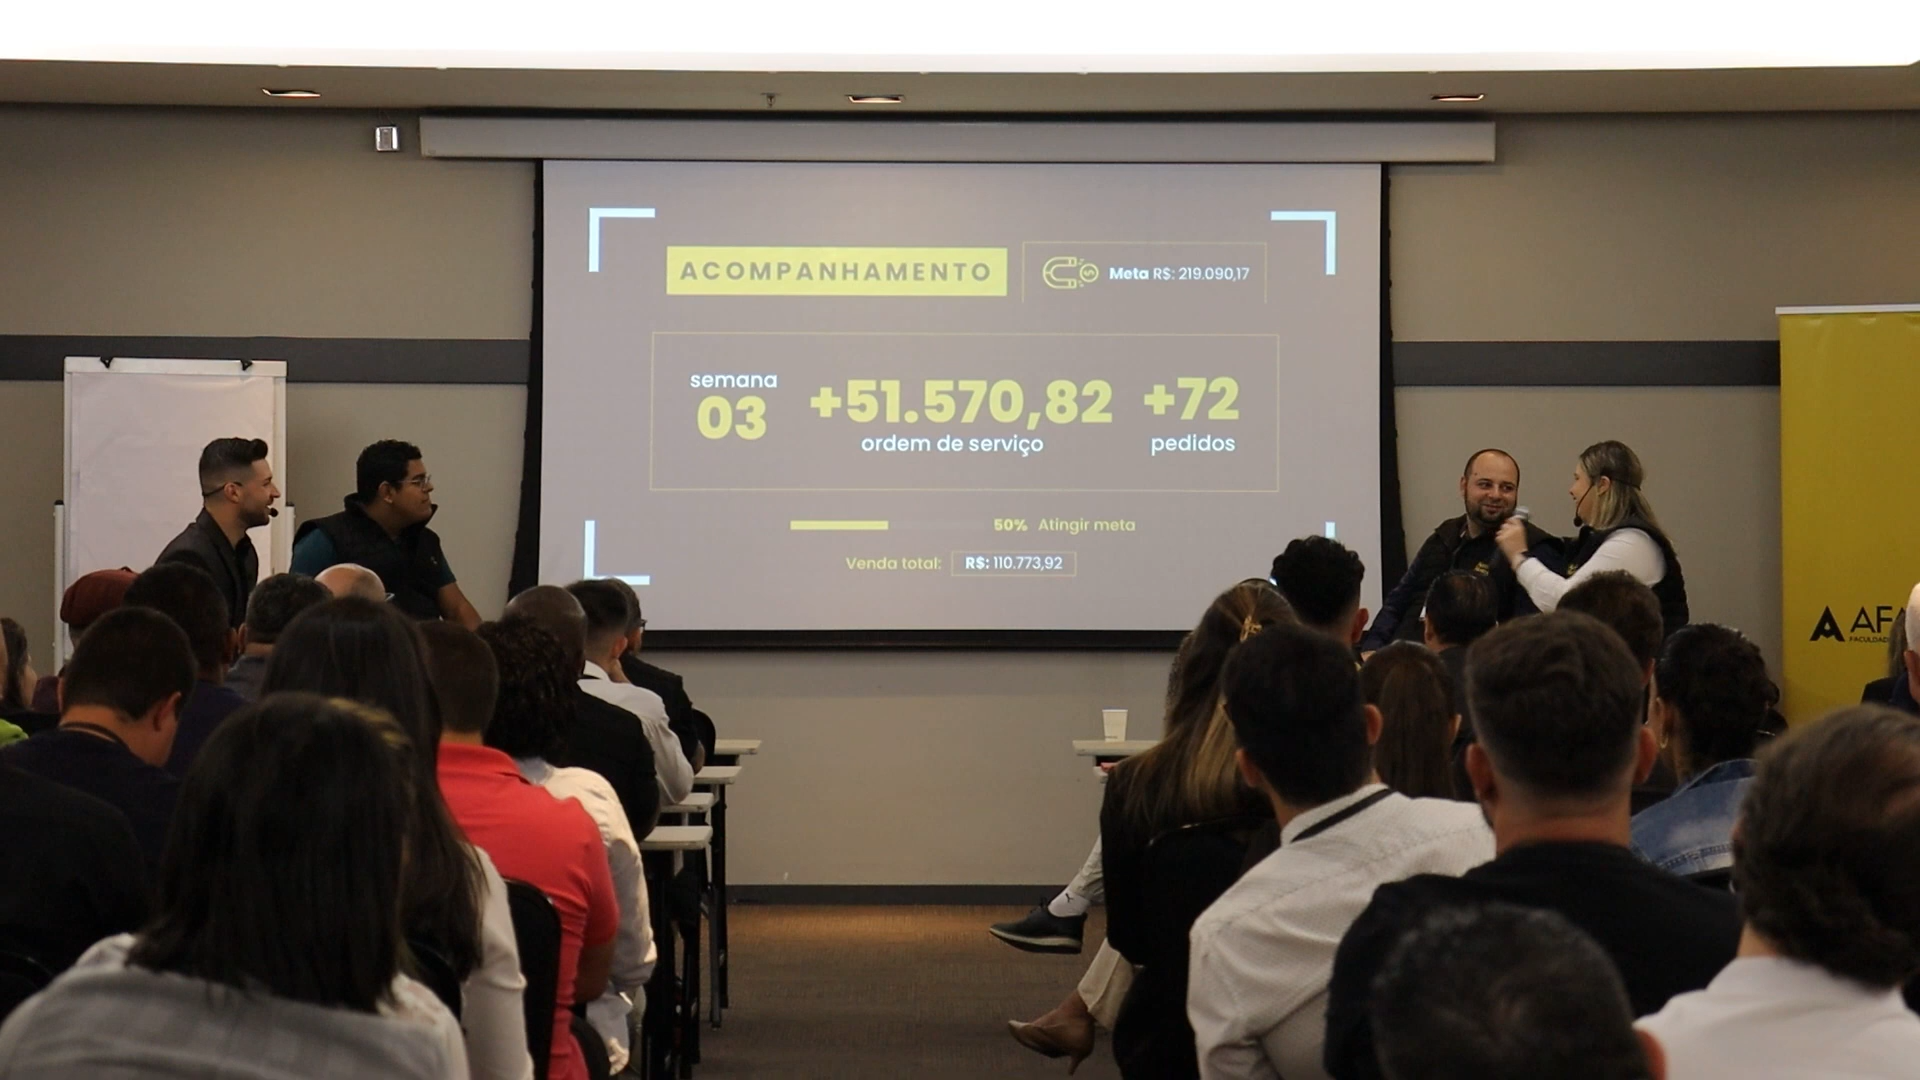 ACOMPANHAMENTO
Meta R$: 219.090,17
semana
03
+51.570,82
ordem de serviço
+72
pedidos
50% Atingir meta
Venda total: R$: 110.773,92